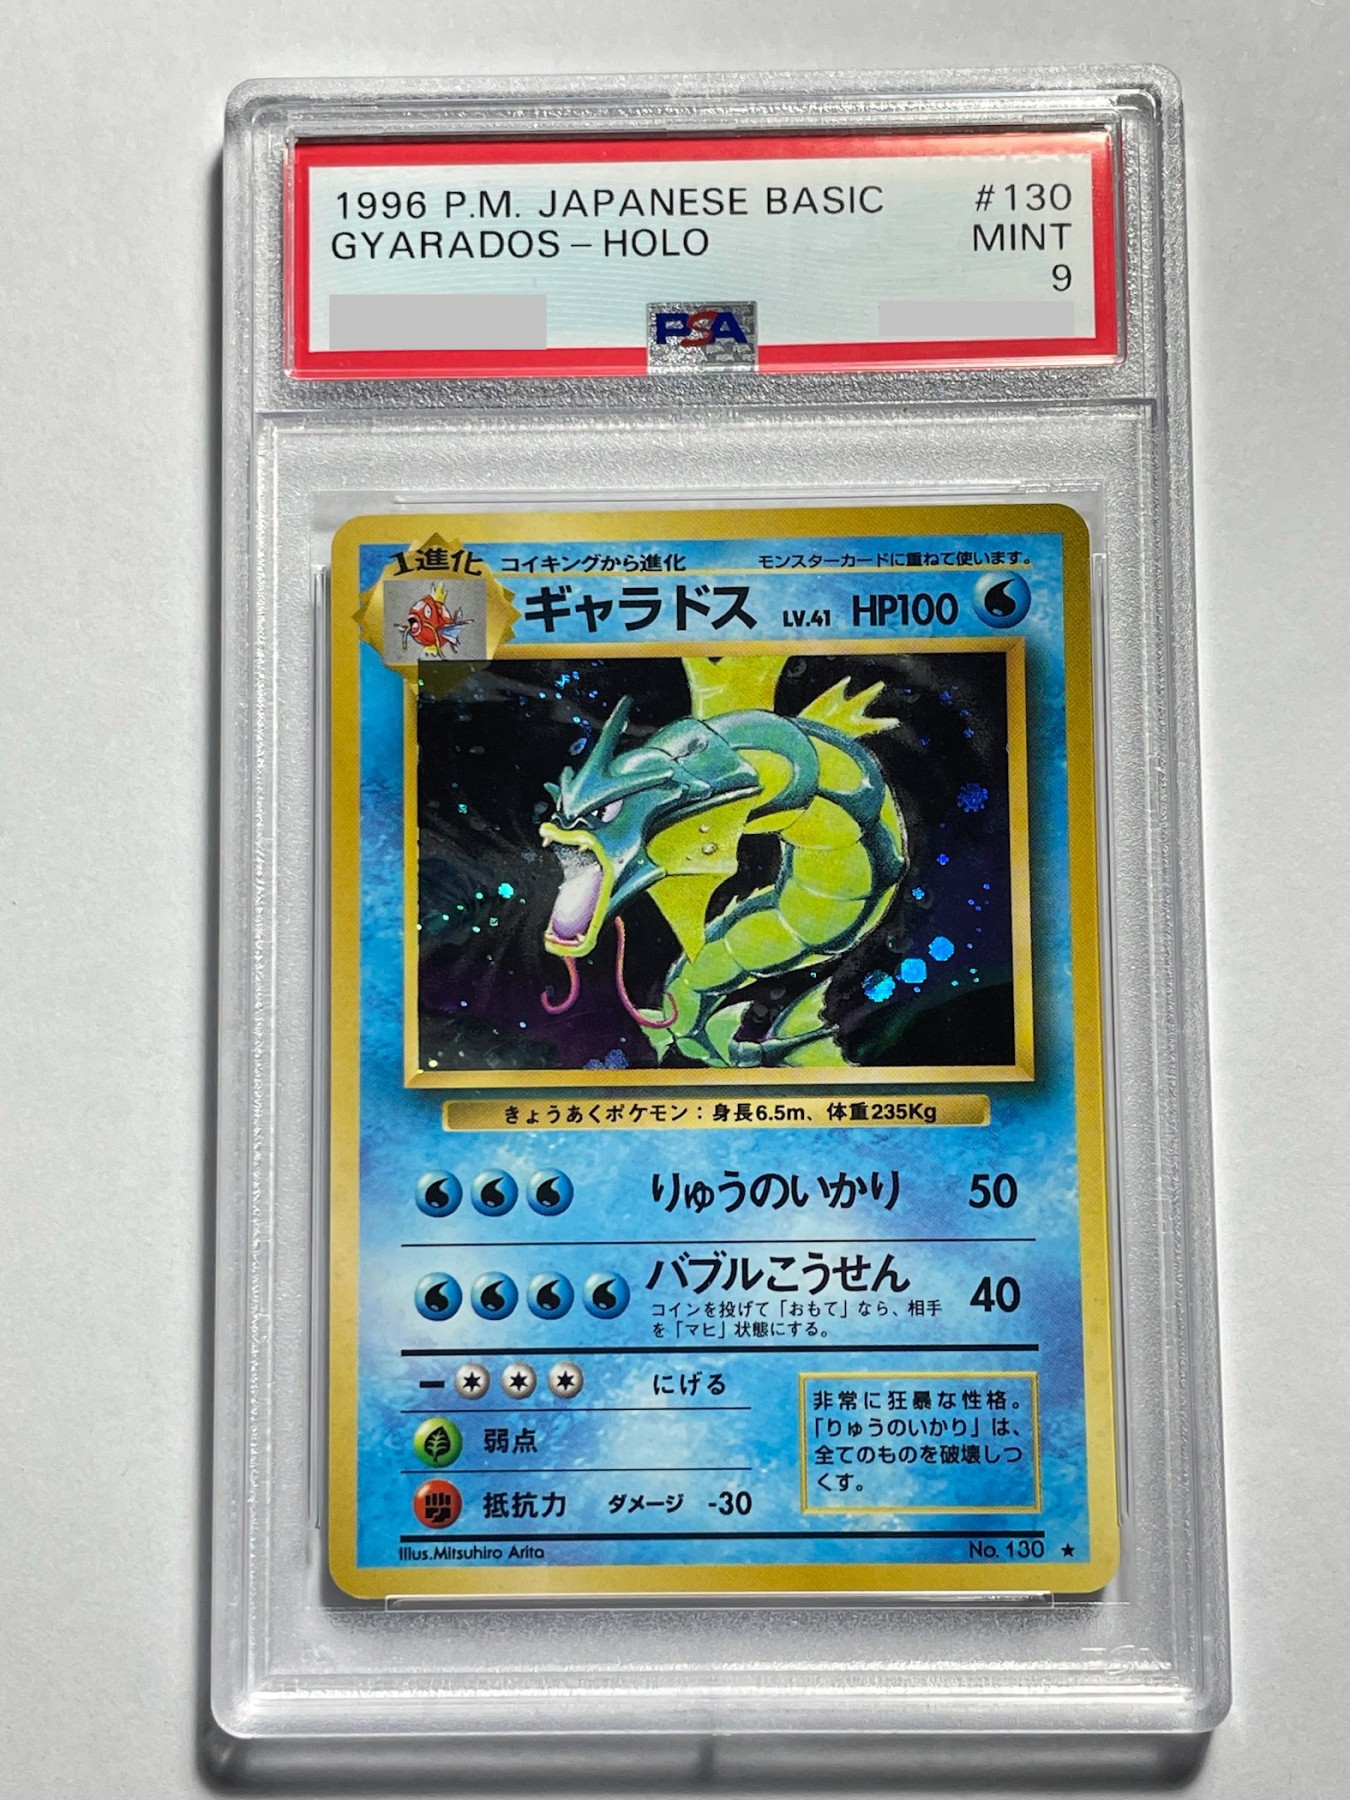 1996 P.M. JAPANESE BASIC #130
GYARADOS - HOLO MINT
9
PSA
1進化 コイキングから進化 モンスターカードに重ねて使います。
ギャラドス LV.41 HP100
きょうあくポケモン：身長6.5m、体重235Kg
りゅうのいかり 50
バブルこうせん 40
コインを投げて「おもて」なら、相手
を「マヒ」状態にする。
にげる
弱点
抵抗力 ダメージ -30
非常に狂暴な性格。
「りゅうのいかり」は、
全てのものを破壊しつ
くす。
Illus.Mitsuhiro Arita No. 130 ★